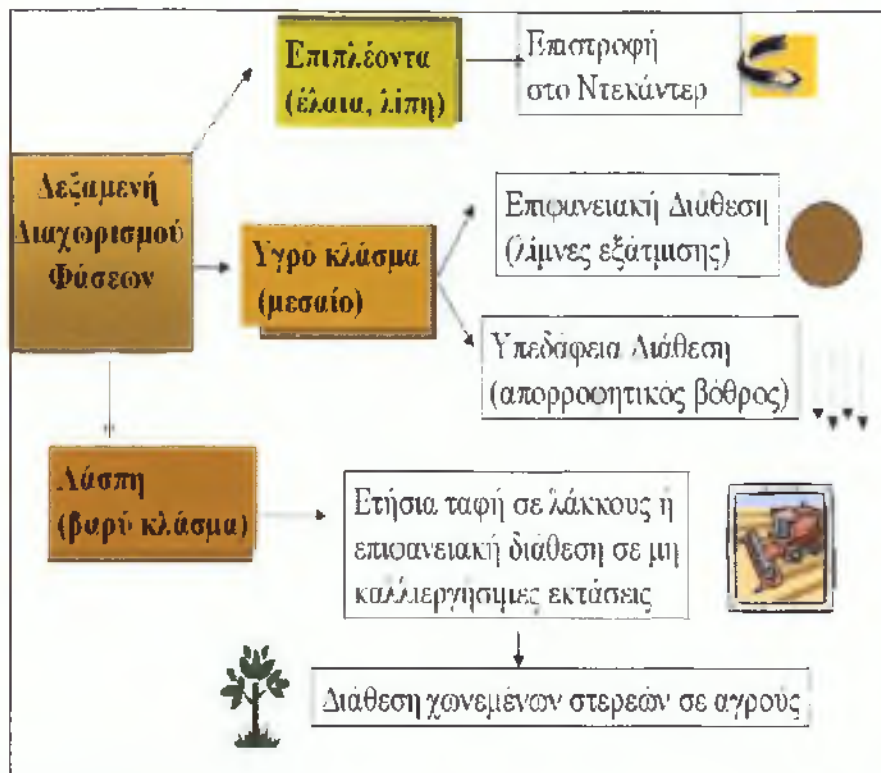 Επιπλέοντα
(έλαια, λίπη)
Επιστροφή
στο Ντεκάντερ
Δεξαμενή
Διαχωρισμού
Φάσεων
Υγρό κλάσμα
(μεσαίο)
Επιφανειακή Διάθεση
(λίμνες εξάτμισης)
Υπεδάφεια Διάθεση
(απορροφητικός βόθρος)
Λάσπη
(βαρύ κλάσμα)
Ετήσια ταφή σε λάκκους ή
επιφανειακή διάθεση σε μη
καλλιεργήσιμες εκτάσεις
Διάθεση χωνεμένων στερεών σε αγρούς